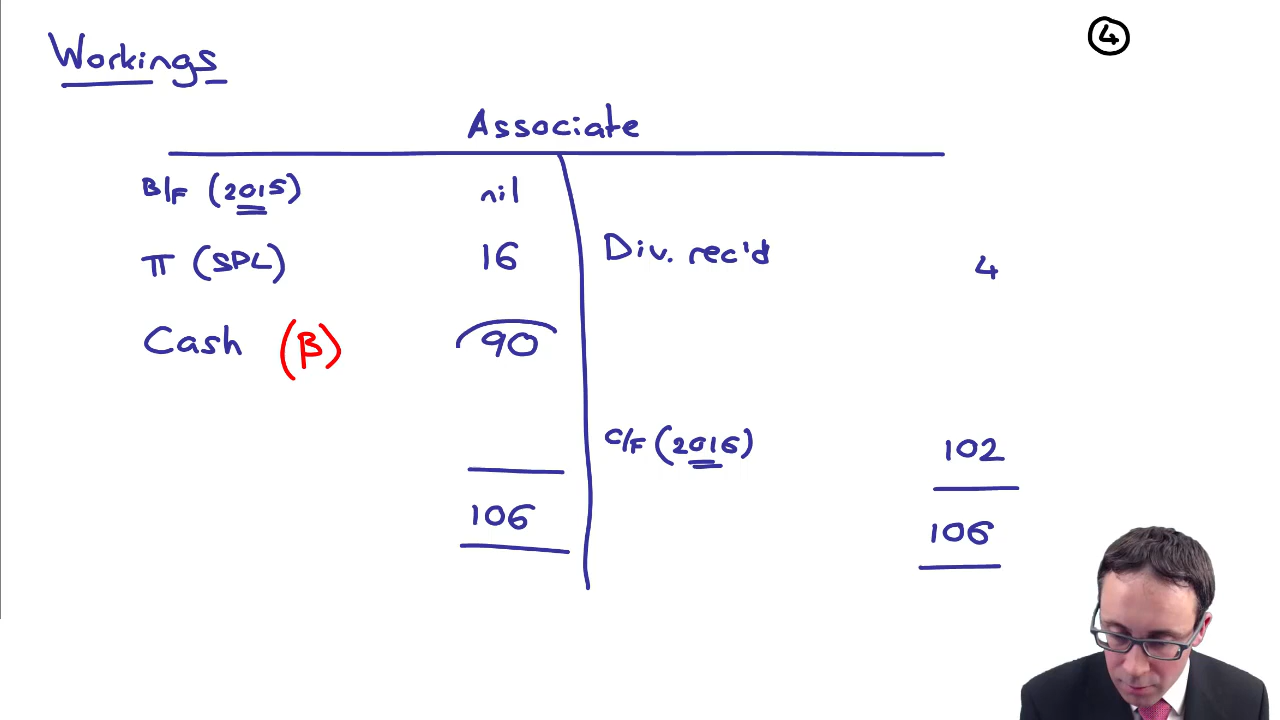 Workings
4
Associate
B/F (2015) nil
π (SPL) 16 Div. rec'd 4
Cash (β) 90
C/F (2016) 102
106 106